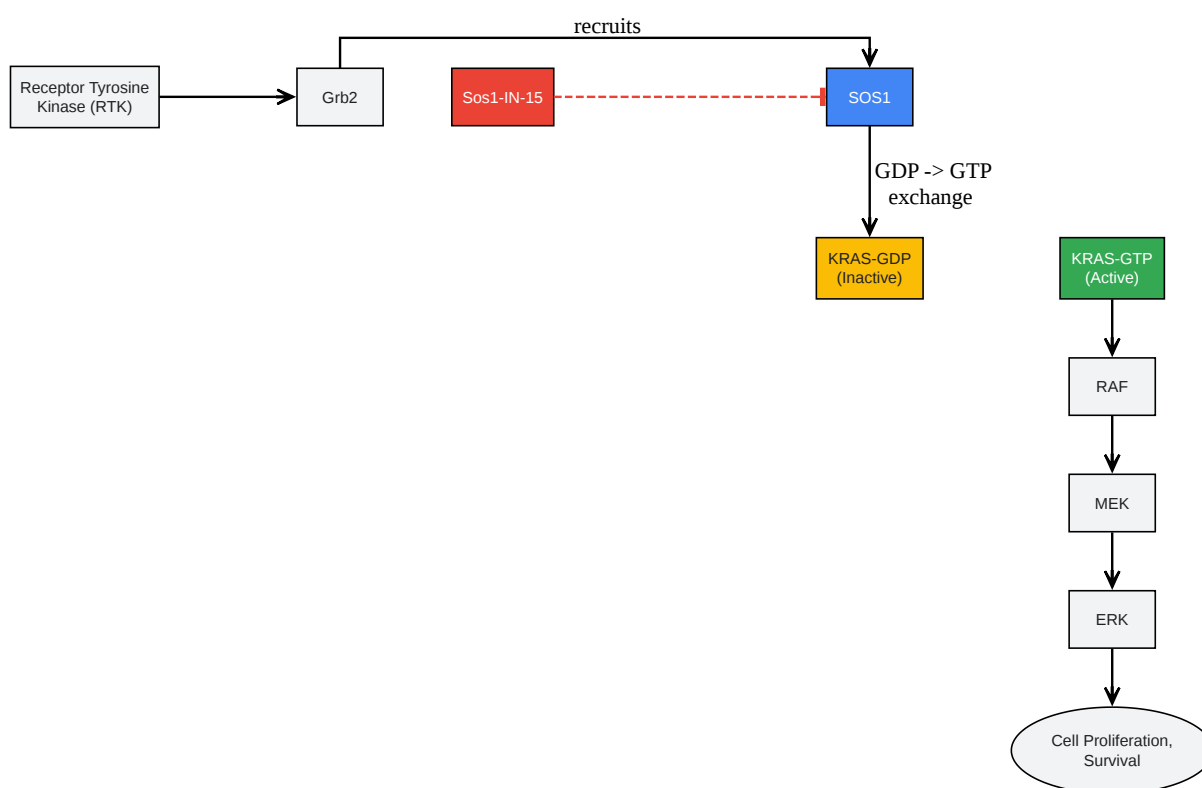 recruits
Receptor Tyrosine
Kinase (RTK)
Grb2
Sos1-IN-15
SOS1
GDP -> GTP
exchange
KRAS-GDP
(Inactive)
KRAS-GTP
(Active)
RAF
MEK
ERK
Cell Proliferation,
Survival